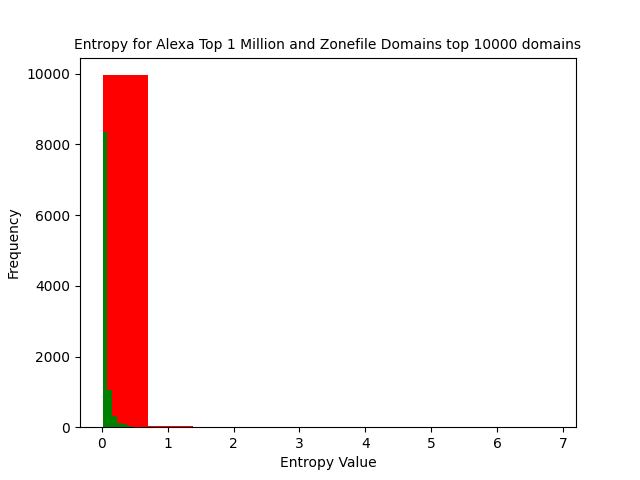 Entropy for Alexa Top 1 Million and Zonefile Domains top 10000 domains
10000
8000
6000
4000
2000
0
Frequency
0 1 2 3 4 5 6 7
Entropy Value